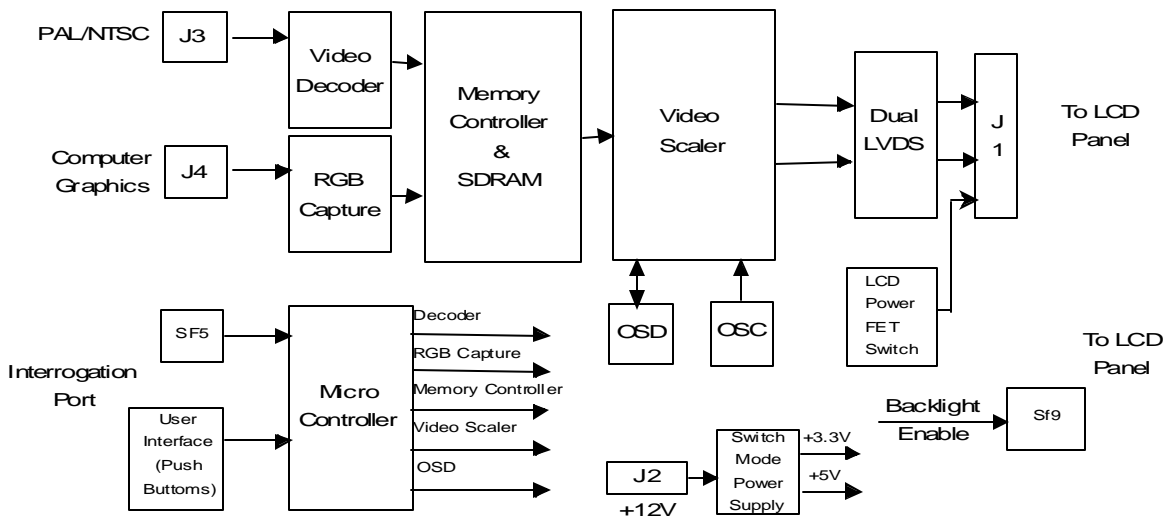 PAL/NTSC
J3
Video
Decoder
Memory
Controller
&
SDRAM
Video
Scaler
Dual
LVDS
J
1
To LCD
Panel
Computer
Graphics
J4
RGB
Capture
OSD
OSC
LCD
Power
FET
Switch
To LCD
Panel
SF5
Interrogation
Port
User
Interface
(Push
Buttoms)
Micro
Controller
Decoder
RGB Capture
Memory Controller
Video Scaler
OSD
J2
+12V
Switch
Mode
Power
Supply
+3.3V
+5V
Backlight
Enable
Sf9